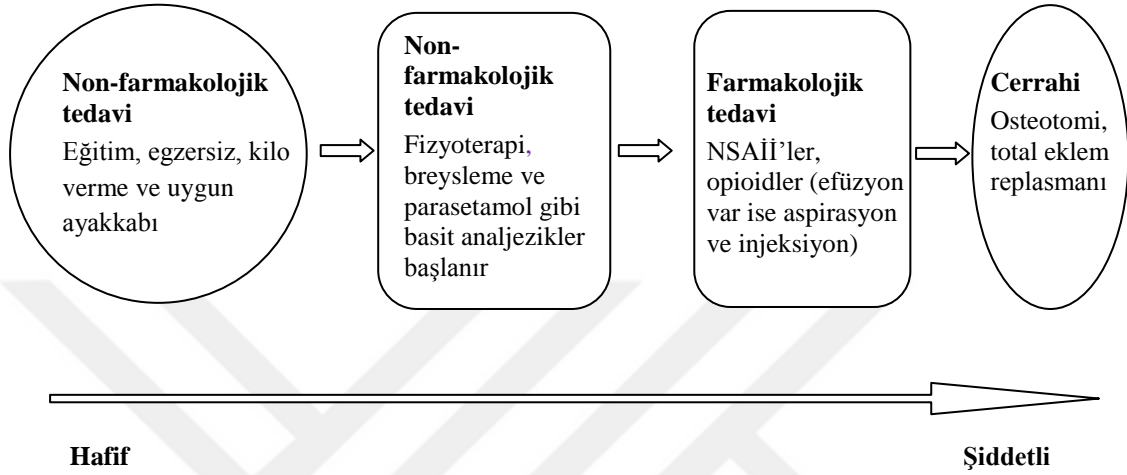 Non-farmakolojik
tedavi
Eğitim, egzersiz, kilo
verme ve uygun
ayakkabı
Non-
farmakolojik
tedavi
Fizyoterapi,
breysleme ve
parasetamol gibi
basit analjezikler
başlanır
Farmakolojik
tedavi
NSAİİ’ler,
opioidler (efüzyon
var ise aspirasyon
ve injeksiyon)
Cerrahi
Osteotomi,
total eklem
replasmanı
Hafif
Şiddetli